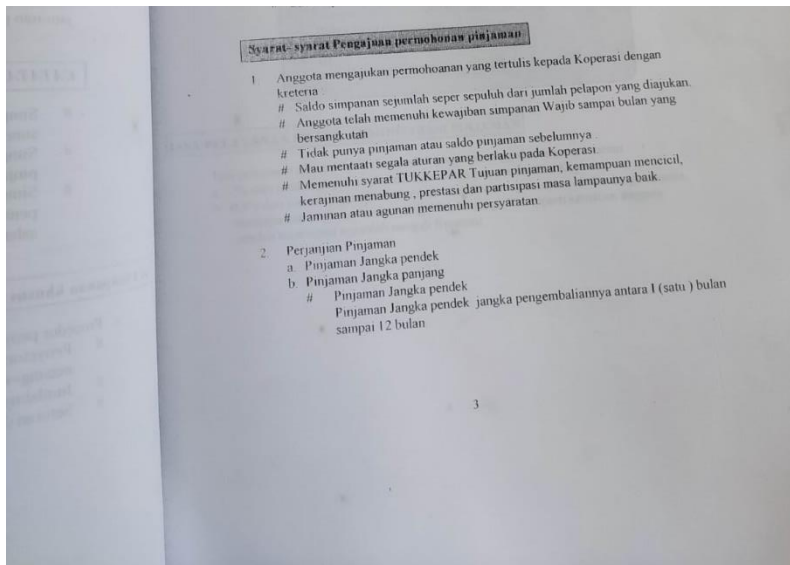 Syarat- syarat Pengajuan permohonan pinjaman
1 Anggota mengajukan permohoanan yang tertulis kepada Koperasi dengan
kreteria :
# Saldo simpanan sejumlah seper sepuluh dari jumlah pelapon yang diajukan.
# Anggota telah memenuhi kewajiban simpanan Wajib sampai bulan yang
bersangkutah
# Tidak punya pinjaman atau saldo pinjaman sebelumnya .
# Mau mentaati segala aturan yang berlaku pada Koperasi.
# Memenuhi syarat TUKKEPAR Tujuan pinjaman, kemampuan mencicil,
kerajinan menabung , prestasi dan partisipasi masa lampaunya baik.
# Jaminan atau agunan memenuhi persyaratan.
2. Perjanjian Pinjaman
a. Pinjaman Jangka pendek
b. Pinjaman Jangka panjang
# Pinjaman Jangka pendek
Pinjaman Jangka pendek jangka pengembaliannya antara 1 ( satu ) bulan
sampai 12 bulan
3